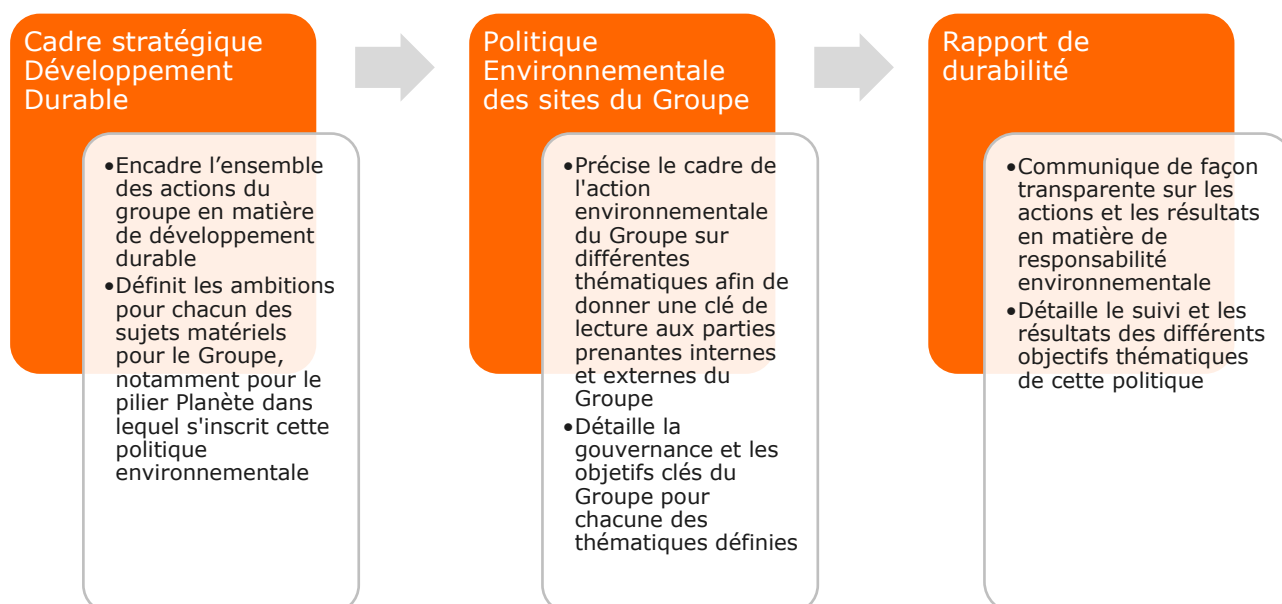 Cadre stratégique
Développement
Durable
•Encadre l’ensemble
des actions du
groupe en matière
de développement
durable
•Définit les ambitions
pour chacun des
sujets matériels
pour le Groupe,
notamment pour le
pilier Planète dans
lequel s'inscrit cette
politique
environnementale
Politique
Environnementale
des sites du Groupe
•Précise le cadre de
l'action
environnementale
du Groupe sur
différentes
thématiques afin de
donner une clé de
lecture aux parties
prenantes internes
et externes du
Groupe
•Détaille la
gouvernance et les
objetifs clés du
Groupe pour
chacune des
thématiques définies
Rapport de
durabilité
•Communique de façon
transparente sur les
actions et les résultats
en matière de
responsabilité
environnementale
•Détaille le suivi et les
résultats des différents
objectifs thématiques
de cette politique